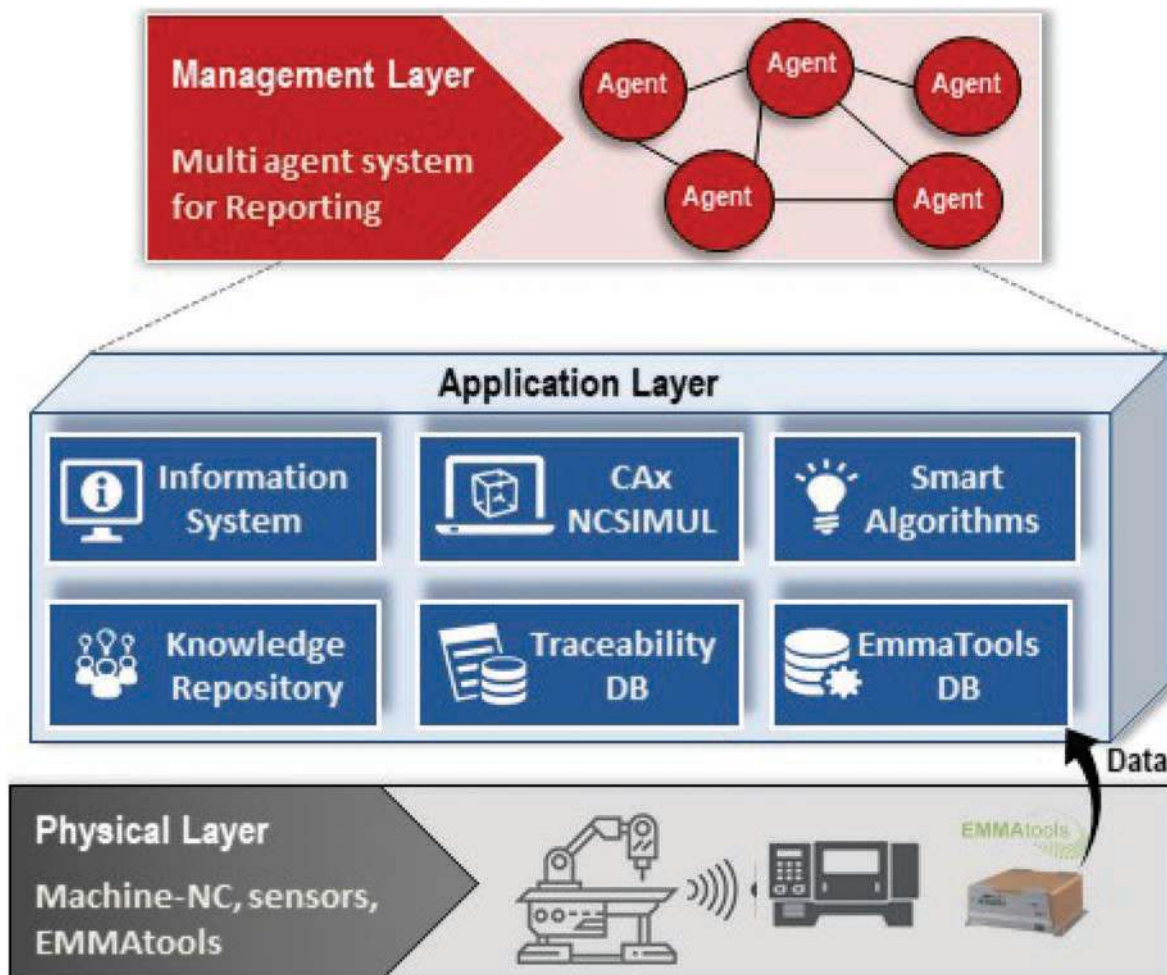 Management Layer
Multi agent system
for Reporting
Agent
Agent
Agent
Agent
Agent
Application Layer
Information
System
CAx
NCSIMUL
Smart
Algorithms
Knowledge
Repository
Traceability
DB
EmmaTools
DB
Data
Physical Layer
Machine-NC, sensors,
EMMAtools
EMMAtools